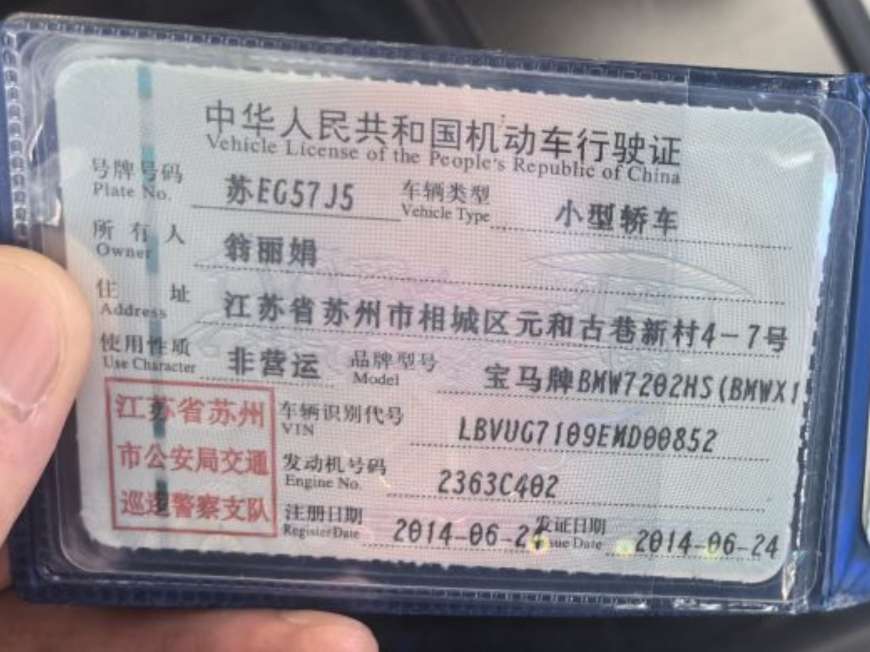 中华人民共和国机动车行驶证
Vehicle License of the People's Republic of China
号牌号码 苏EG57J5 车辆类型 小型轿车
Plate No. Vehicle Type
所有人 翁丽娟
Owner
住址 江苏省苏州市相城区元和古巷新村4-7号
Address
使用性质 非营运 品牌型号 宝马牌BMW7202HS(BMWX1
Use Character Model
江苏省苏州
市公安局交通
巡逻警察支队
车辆识别代号 LBVUG7109EMD00852
VIN
发动机号码 2363C402
Engine No.
注册日期 2014-06-24 发证日期 2014-06-24
Register Date Issue Date